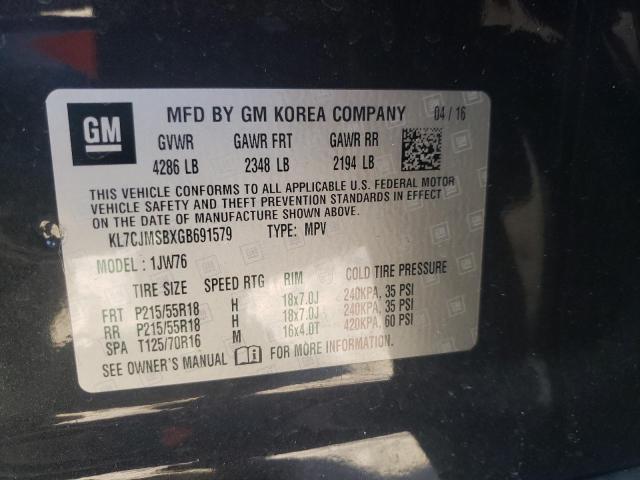 GM
MFD BY GM KOREA COMPANY 04/16
GVWR GAWR FRT GAWR RR
4286 LB 2348 LB 2194 LB
THIS VEHICLE CONFORMS TO ALL APPLICABLE U.S. FEDERAL MOTOR
VEHICLE SAFETY AND THEFT PREVENTION STANDARDS IN EFFECT
ON THE DATE OF MANUFACTURE SHOWN ABOVE.
KL7CJMSBXGB691579 TYPE: MPV
MODEL: 1JW76
TIRE SIZE SPEED RTG RIM COLD TIRE PRESSURE
FRT P215/55R18 H 18x7.0J 240KPA, 35 PSI
RR P215/55R18 H 18x7.0J 240KPA, 35 PSI
SPA T125/70R16 M 16x4.0T 420KPA, 60 PSI
SEE OWNER'S MANUAL FOR MORE INFORMATION.